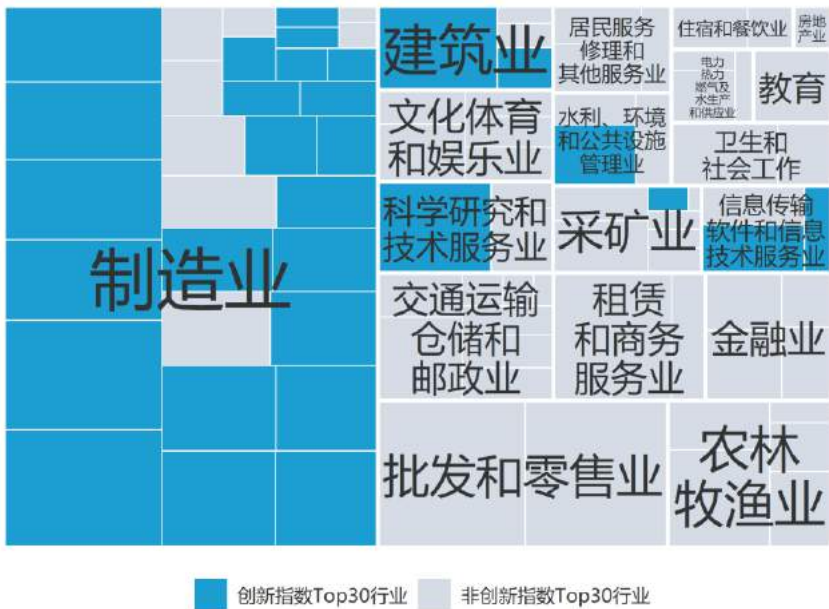 制造业
建筑业
居民服务
修理和
其他服务业
住宿和餐饮业
房地
产业
电力
热力
燃气及
水生产
和供应业
教育
文化体育
和娱乐业
水利、环境
和公共设施
管理业
卫生和
社会工作
科学研究和
技术服务业
采矿业
信息传输
软件和信息
技术服务业
交通运输
仓储和
邮政业
租赁
和商务
服务业
金融业
批发和零售业
农林
牧渔业
创新指数Top30行业
非创新指数Top30行业